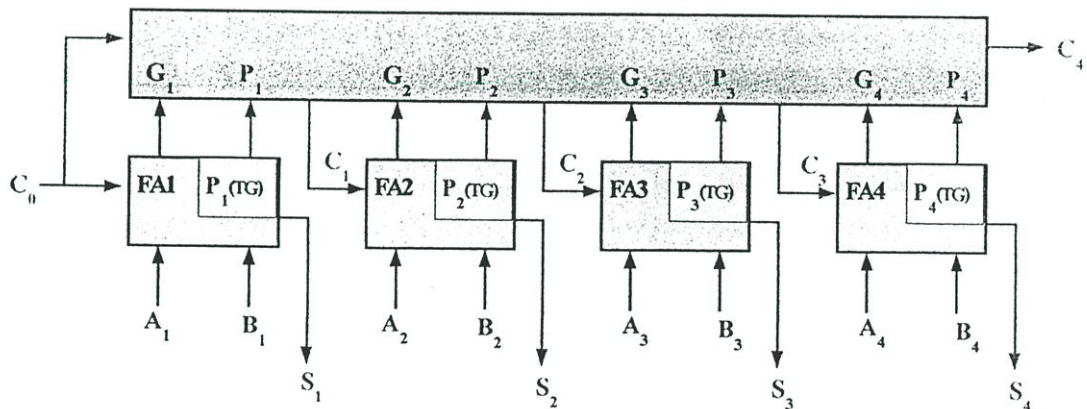 G₁ P₁ G₂ P₂ G₃ P₃ G₄ P₄ C₄
C₀ FA1 P₁(TG) C₁ FA2 P₂(TG) C₂ FA3 P₃(TG) C₃ FA4 P₄(TG)
A₁ B₁ A₂ B₂ A₃ B₃ A₄ B₄
S₁ S₂ S₃ S₄